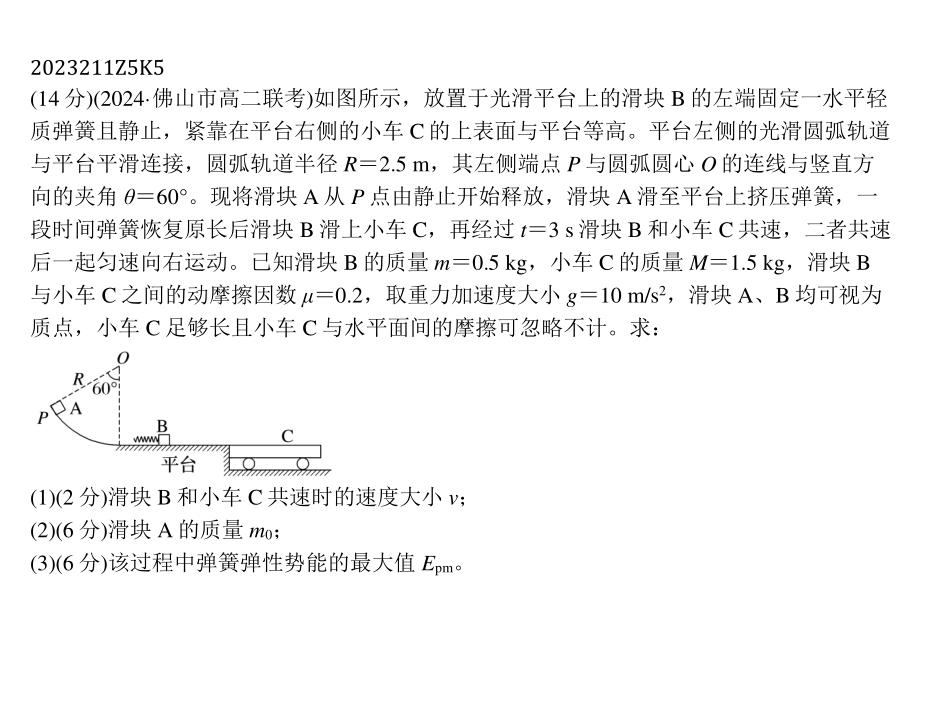 2023211Z5K5
(14 分)(2024·佛山市高二联考)如图所示，放置于光滑平台上的滑块 B 的左端固定一水平轻
质弹簧且静止，紧靠在平台右侧的小车 C 的上表面与平台等高。平台左侧的光滑圆弧轨道
与平台平滑连接，圆弧轨道半径 R＝2.5 m，其左侧端点 P 与圆弧圆心 O 的连线与竖直方
向的夹角 θ＝60°。现将滑块 A 从 P 点由静止开始释放，滑块 A 滑至平台上挤压弹簧，一
段时间弹簧恢复原长后滑块 B 滑上小车 C，再经过 t＝3 s 滑块 B 和小车 C 共速，二者共速
后一起匀速向右运动。已知滑块 B 的质量 m＝0.5 kg，小车 C 的质量 M＝1.5 kg，滑块 B
与小车 C 之间的动摩擦因数 μ＝0.2，取重力加速度大小 g＝10 m/s²，滑块 A、B 均可视为
质点，小车 C 足够长且小车 C 与水平面间的摩擦可忽略不计。求：
O
R
60°
P
A
B
C
平台
(1)(2 分)滑块 B 和小车 C 共速时的速度大小 v；
(2)(6 分)滑块 A 的质量 m₀；
(3)(6 分)该过程中弹簧弹性势能的最大值 Epm。